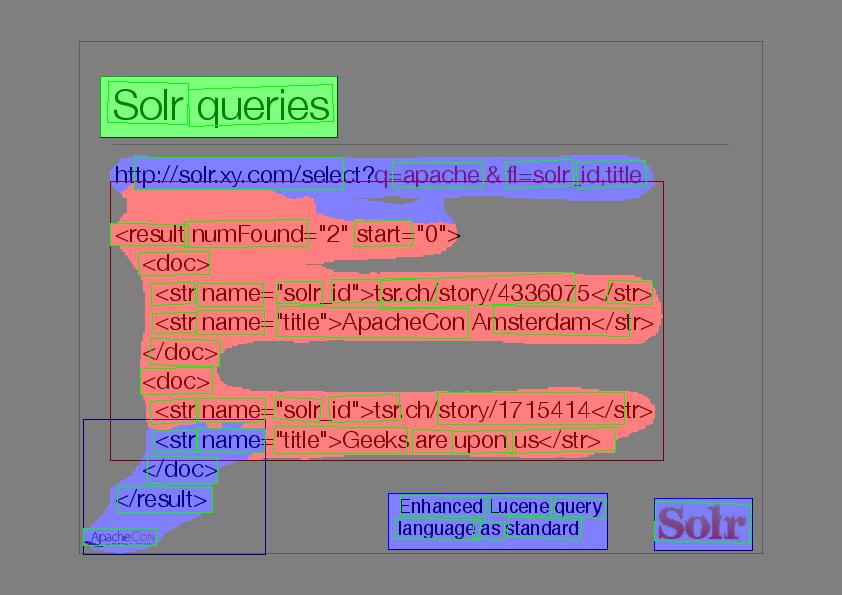 Solr queries
http://solr.xy.com/select?q=apache & fl=solr_id,title
<result numFound="2" start="0">
<doc>
<str name="solr_id">tsr.ch/story/4336075</str>
<str name="title">ApacheCon Amsterdam</str>
</doc>
<doc>
<str name="solr_id">tsr.ch/story/1715414</str>
<str name="title">Geeks are upon us</str>
</doc>
</result>
Enhanced Lucene query
language as standard
Solr
ApacheCon